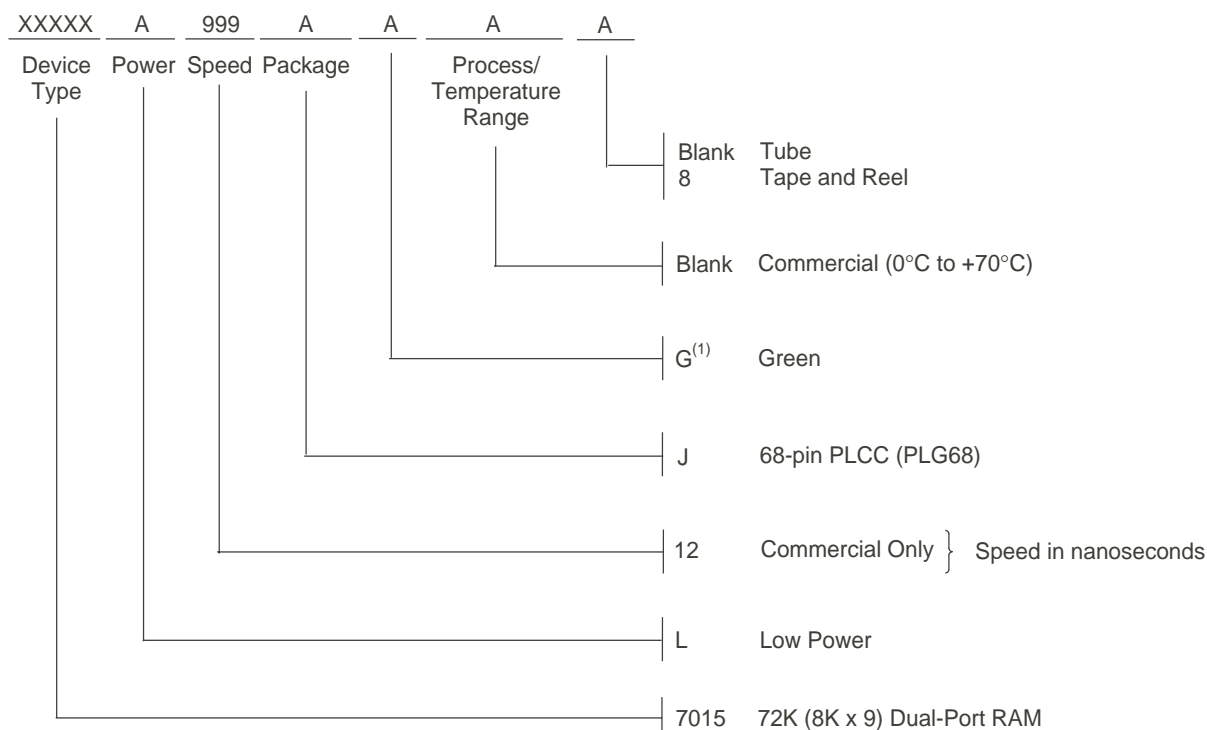 XXXXX A 999 A A A A
Device Type Power Speed Package Process/ Temperature Range
Blank Tube
8 Tape and Reel
Blank Commercial (0°C to +70°C)
G(1) Green
J 68-pin PLCC (PLG68)
12 Commercial Only } Speed in nanoseconds
L Low Power
7015 72K (8K x 9) Dual-Port RAM